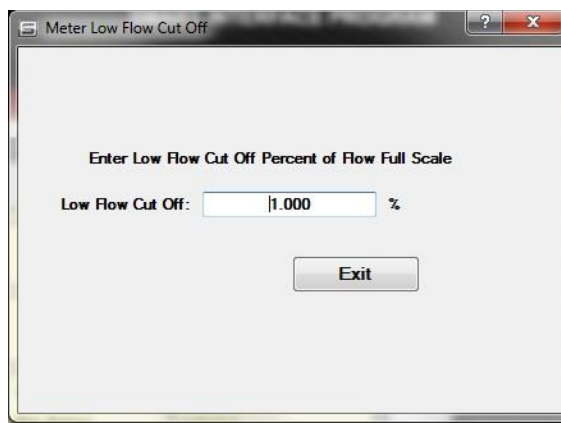 Meter Low Flow Cut Off
Enter Low Flow Cut Off Percent of Flow Full Scale
Low Flow Cut Off: 1.000 %
Exit